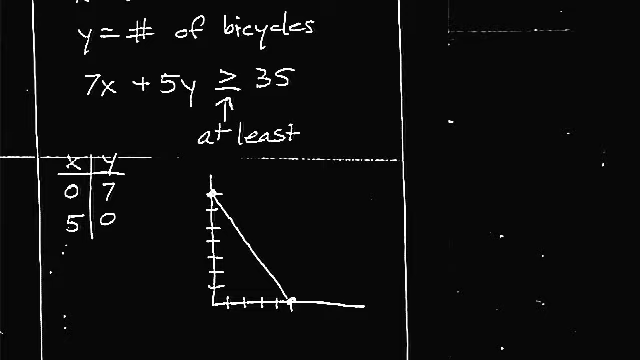 y = # of bicycles
7x + 5y ≥ 35
↑
at least
x | y
0 | 7
5 | 0